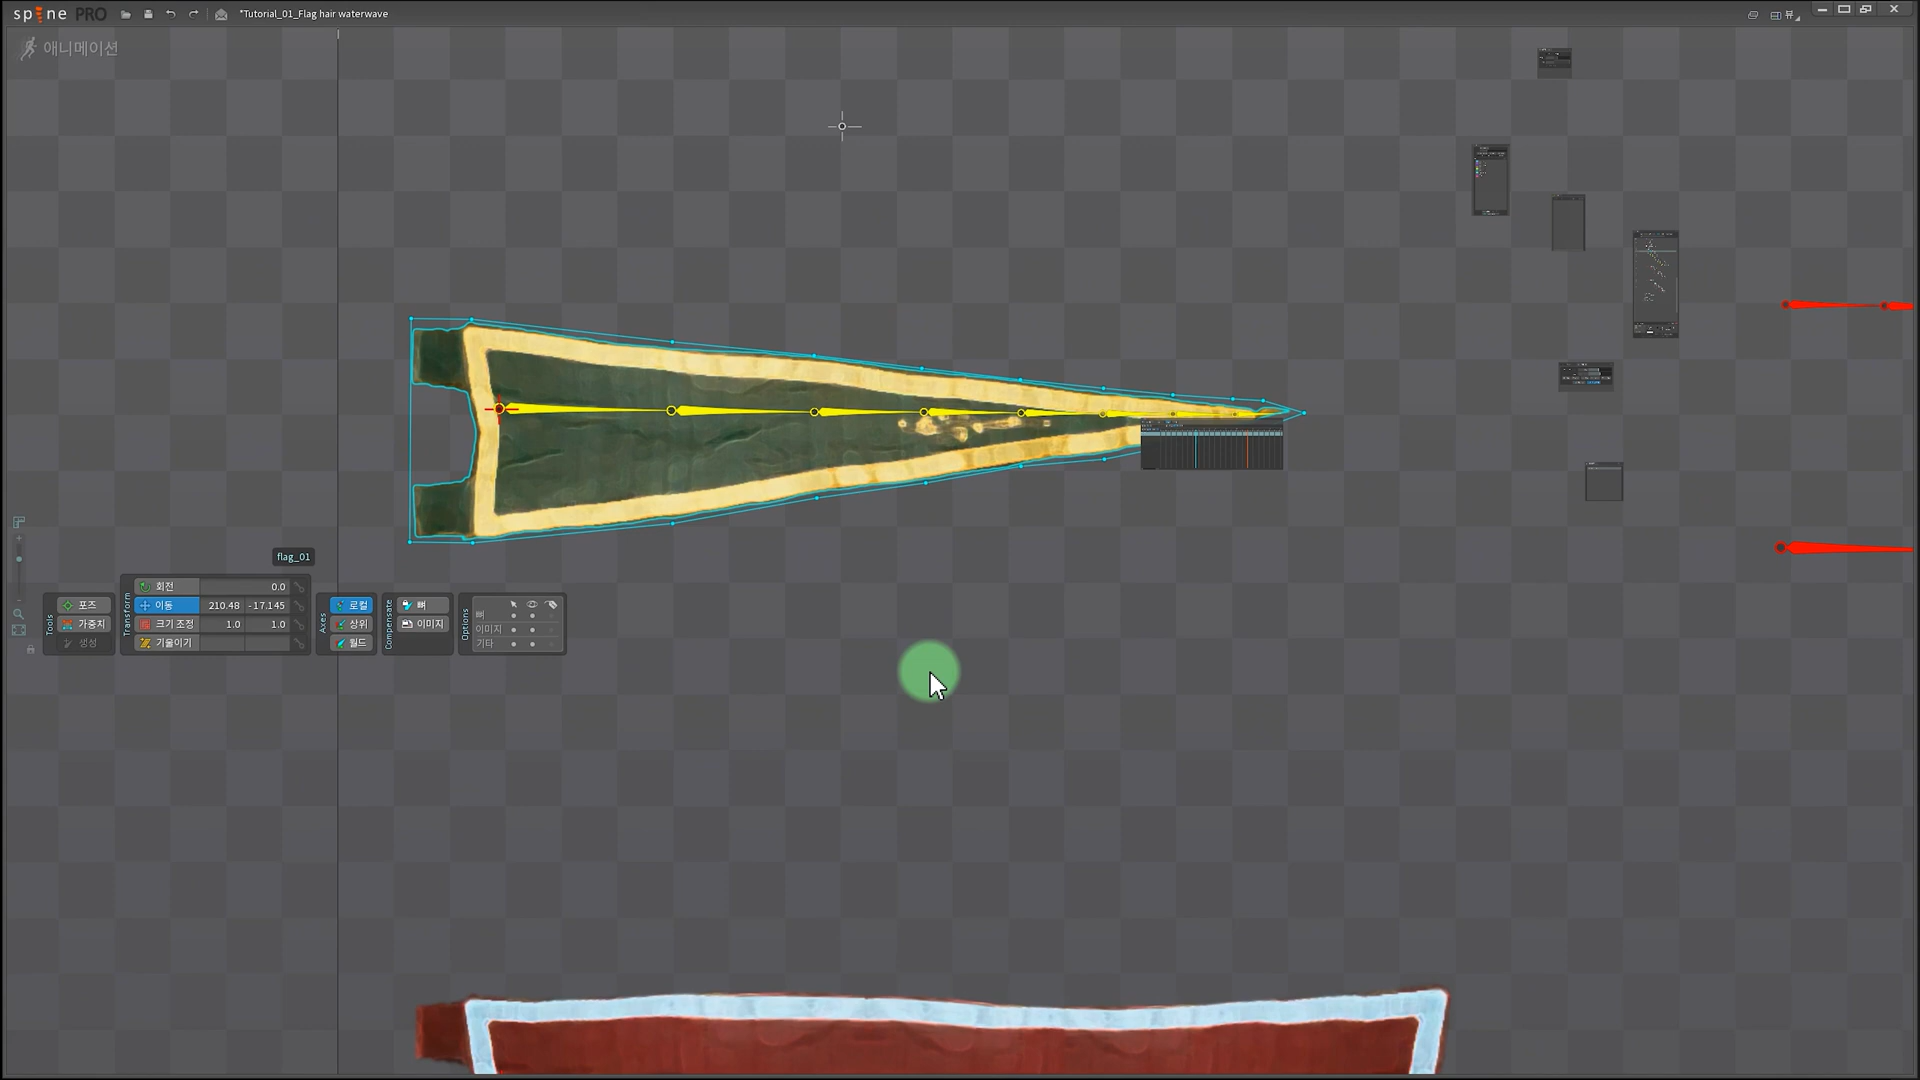 spine PRO
*Tutorial_01_Flag hair waterwave
뷰
애니메이션
flag_01
Tools
포즈
가중치
생성
Transform
회전 0.0
이동 210.48 -17.145
크기 조정 1.0 1.0
기울이기
Axes
로컬
상위
월드
Compensate
뼈
이미지
Options
뼈
이미지
기타